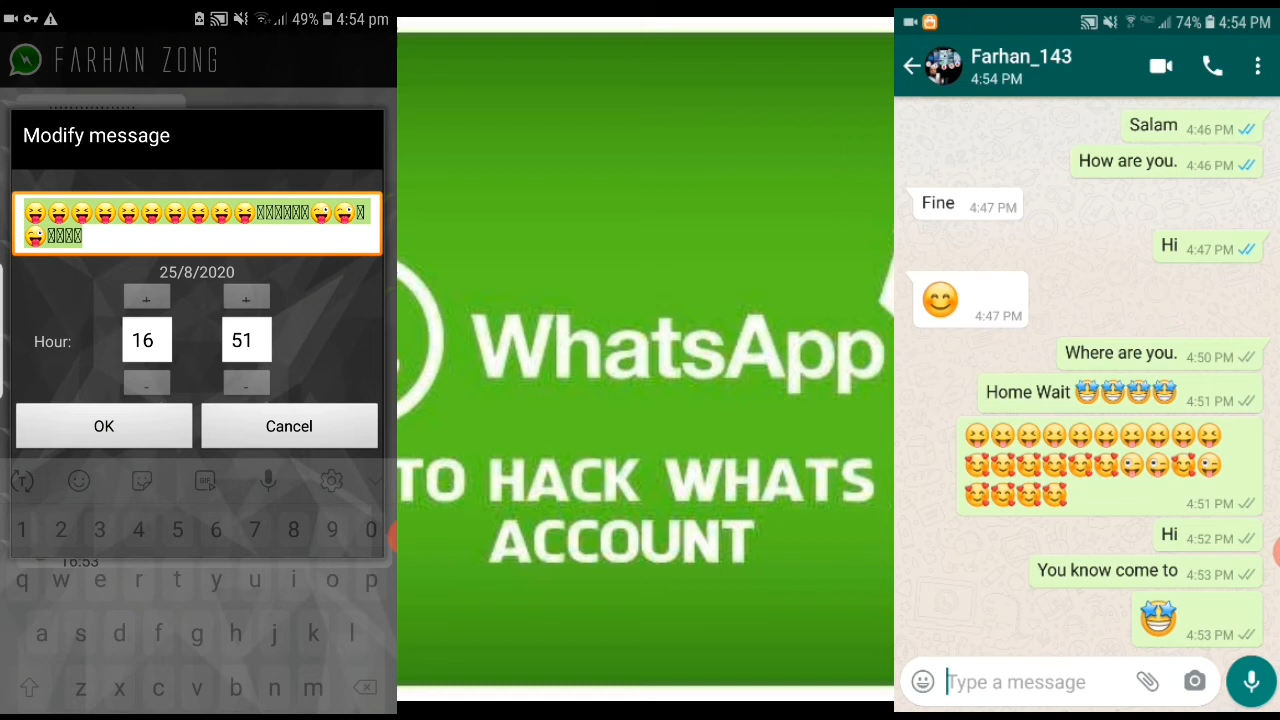 49% 4:54 pm
FARHAN ZONG
Modify message
😝😝😝😝😝😝😝😝😝😝😜😜
😜
25/8/2020
+ +
Hour: 16 51
- -
OK Cancel
GIF
1 2 3 4 5 6 7 8 9 0
16:53
q w e r t y u i o p
a s d f g h j k l
z x c v b n m
WhatsApp
TO HACK WHATS
ACCOUNT
74% 4:54 PM
Farhan_143
4:54 PM
Salam 4:46 PM
How are you. 4:46 PM
Fine 4:47 PM
Hi 4:47 PM
😊 4:47 PM
Where are you. 4:50 PM
Home Wait 🤩🤩🤩🤩 4:51 PM
😝😝😝😝😝😝😝😝😝😝
🥰🥰🥰🥰🥰🥰😜😜🥰😜
🥰🥰🥰🥰 4:51 PM
Hi 4:52 PM
You know come to 4:53 PM
🤩 4:53 PM
Type a message